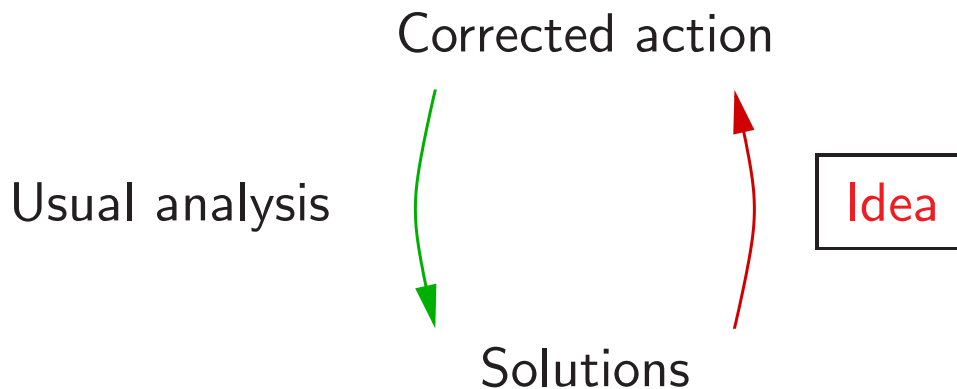 Corrected action
Usual analysis
Idea
Solutions